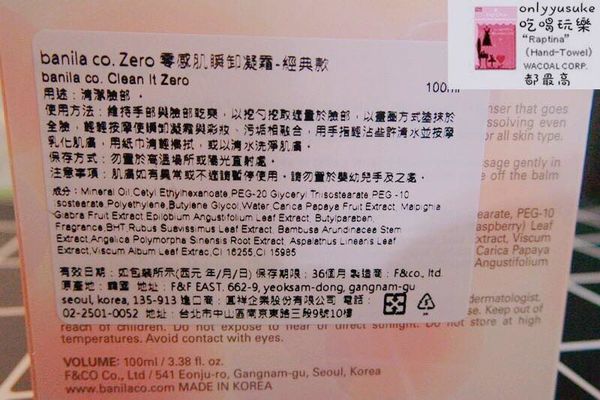 onlyyusuke
吃喝玩樂
"Raptina"
(Hand-Towel)
WACOAL CORP.
都最高
banila co. Zero 零感肌瞬卸凝霜-經典款
banila co. Clean It Zero
100ml
用途：清潔臉部。
使用方法：維持手部與臉部乾爽，以挖勺挖取適量於臉部，以畫圈方式塗抹於
全臉，輕輕按摩使瞬卸凝霜與彩妝、污垢相融合，用手指輕沾些許清水並按摩
乳化肌膚，用紙巾清輕擦拭，或以清水洗淨肌膚。
保存方式：勿置於高溫場所或陽光直射處。
注意事項：肌膚如有異常或不適請暫停使用。請勿置於嬰幼兒手及之處。
成分：Mineral Oil,Cetyl Ethylhexanoate PEG-20 Glyceryl Triisostearate PEG -10
Isostearate Polyethylene,Butylene Glycol,Water Carica Papaya Fruit Extract, Malpighia
Glabra Fruit Extract,Epilobium Angustifolium Leaf Extract, Butylparaben,
Fragrance,BHT,Rubus Suavissimus Leaf Extract, Bambusa Arundinacea Stem
Extract,Angelica Polymorpha Sinensis Root Extract, Aspalathus Linearis Leaf
Extract,Viscum Album Leaf Extrac,CI 16255,CI 15985
有效日期：如包裝所示(西元 年/月/日) 保存期限：36個月 製造商：F&co., ltd.
原產地：韓國 地址：F&F EAST. 662-9, yeoksam-dong, gangnam-gu
seoul, korea, 135-913 進口商：圓祥企業股份有限公司 電話：
02-2501-0052 地址：台北市中山區南京東路三段9號10樓
nser that goes
ssolving even
r all skin type.
sage gently in
e off the balm
stearate, PEG-10
(Raspberry) Leaf
Extract, Viscum
Carica Papaya
Angustifolium
dermatologist.
se. Keep out of
reach of children. Do not expose to heat or direct sunlight. Do not store at high
temperatures. Avoid contact with eyes.
VOLUME: 100ml / 3.38 fl. oz.
F&CO Co., Ltd / 541 Eonju-ro, Gangnam-gu, Seoul, Korea
www.banilaco.com MADE IN KOREA